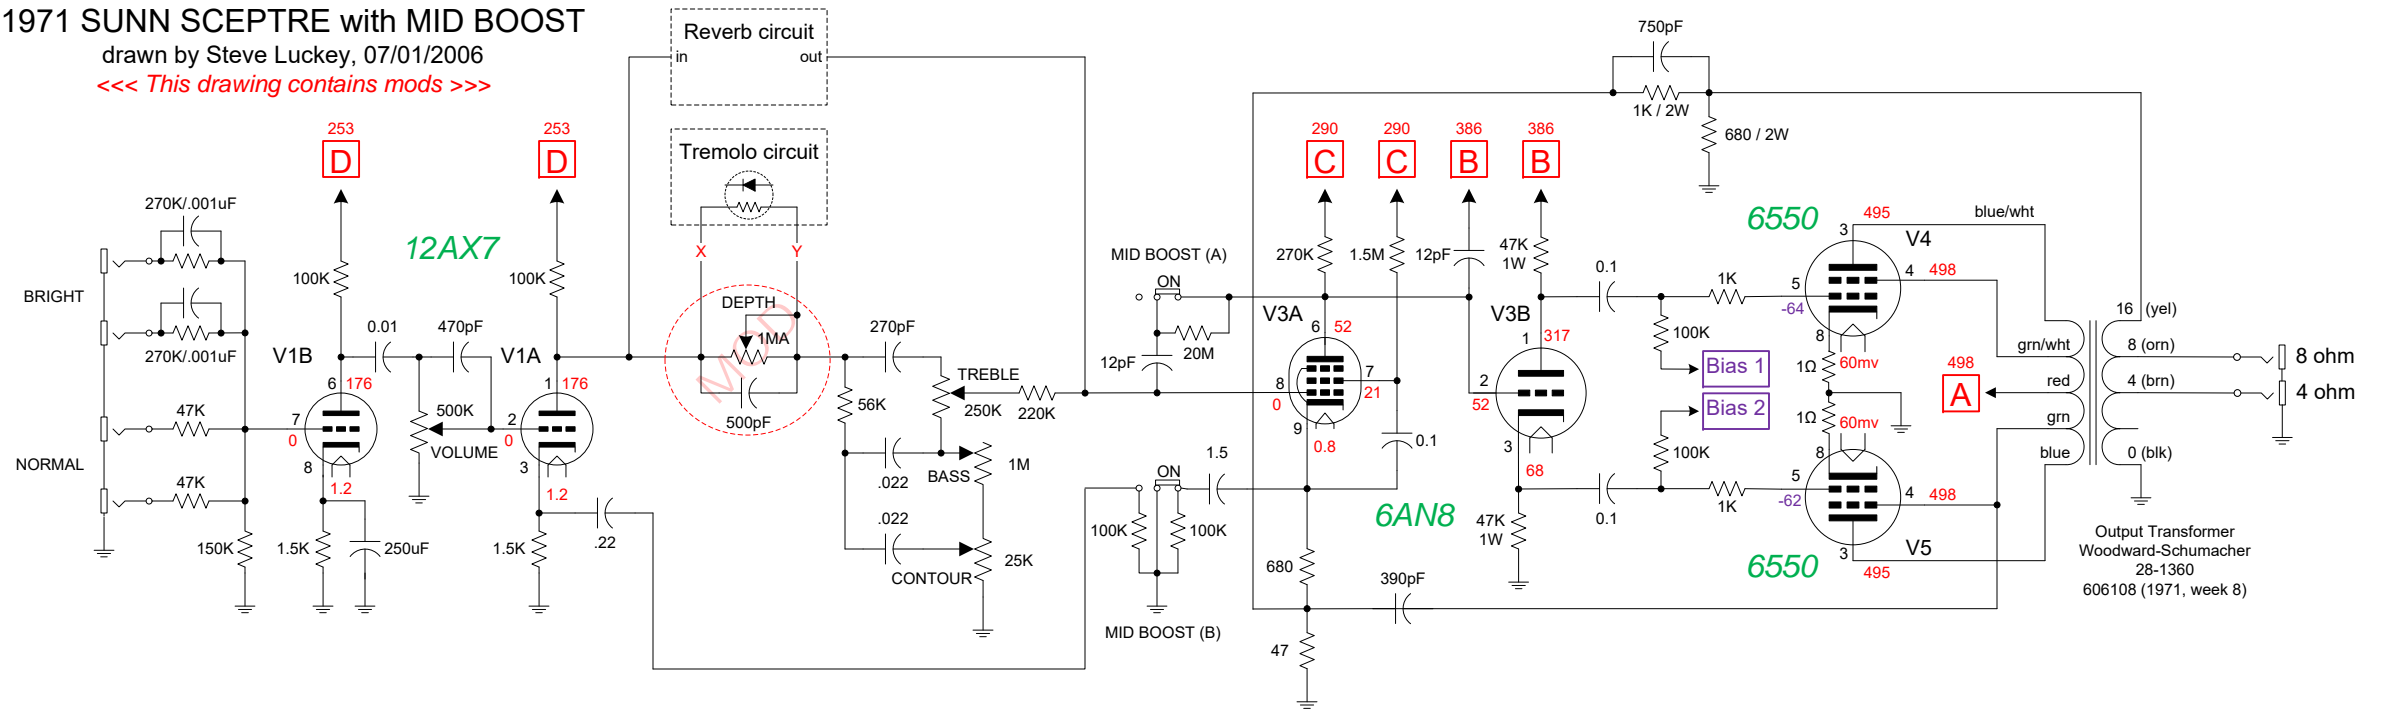 1971 SUNN SCEPTRE with MID BOOST
drawn by Steve Luckey, 07/01/2006
<<< This drawing contains mods >>>
Reverb circuit
in
out
Tremolo circuit
X
Y
DEPTH
1MA
MOD
500pF
BRIGHT
270K/.001uF
270K/.001uF
NORMAL
47K
47K
150K
253
D
100K
12AX7
V1B
6
176
7
0
8
1.2
1.5K
250uF
0.01
470pF
500K
VOLUME
253
D
100K
V1A
1
176
2
0
3
1.2
1.5K
.22
270pF
56K
TREBLE
250K
220K
.022
BASS
1M
.022
CONTOUR
25K
MID BOOST (A)
ON
12pF
20M
ON
1.5
100K
100K
MID BOOST (B)
290
C
290
C
386
B
386
B
270K
1.5M
12pF
47K
1W
V3A
6
52
8
0
7
21
9
0.8
0.1
6AN8
680
390pF
47
V3B
1
317
2
52
3
68
47K
1W
0.1
0.1
750pF
1K / 2W
680 / 2W
1K
100K
Bias 1
Bias 2
100K
1K
6550
3
495
V4
blue/wht
5
-64
4
498
8
1Ω
60mv
1Ω
60mv
8
5
-62
4
498
3
495
V5
6550
498
A
grn/wht
red
grn
blue
16 (yel)
8 (orn)
4 (brn)
0 (blk)
8 ohm
4 ohm
Output Transformer
Woodward-Schumacher
28-1360
606108 (1971, week 8)